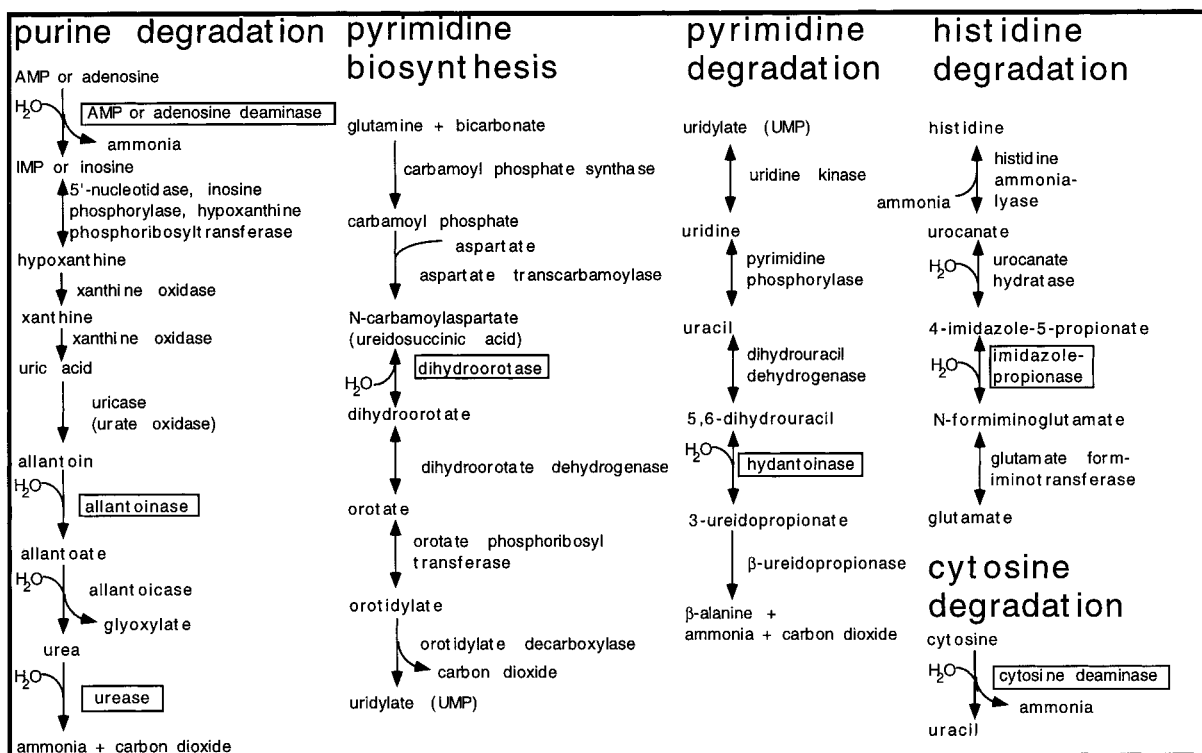 purine degradation
AMP or adenosine
H2O
AMP or adenosine deaminase
ammonia
IMP or inosine
5'-nucleotidase, inosine
phosphorylase, hypoxanthine
phosphoribosyltransferase
hypoxanthine
xanthine oxidase
xanthine
xanthine oxidase
uric acid
uricase
(urate oxidase)
allantoin
H2O
allantoinase
allantoate
H2O
allantoicase
glyoxylate
urea
H2O
urease
ammonia + carbon dioxide
pyrimidine
biosynthesis
glutamine + bicarbonate
carbamoyl phosphate synthase
carbamoyl phosphate
aspartate
aspartate transcarbamoylase
N-carbamoylaspartate
(ureidosuccinic acid)
H2O
dihydroorotase
dihydroorotate
dihydroorotate dehydrogenase
orotate
orotate phosphoribosyl
transferase
orotidylate
orotidylate decarboxylase
carbon dioxide
uridylate (UMP)
pyrimidine
degradation
uridylate (UMP)
uridine kinase
uridine
pyrimidine
phosphorylase
uracil
dihydrouracil
dehydrogenase
5,6-dihydrouracil
H2O
hydantoinase
3-ureidopropionate
β-ureidopropionase
β-alanine +
ammonia + carbon dioxide
histidine
degradation
histidine
histidine
ammonia-
lyase
ammonia
urocanate
H2O
urocanate
hydratase
4-imidazole-5-propionate
H2O
imidazole-
propionase
N-formiminoglutamate
glutamate form-
iminotransferase
glutamate
cytosine
degradation
cytosine
H2O
cytosine deaminase
ammonia
uracil